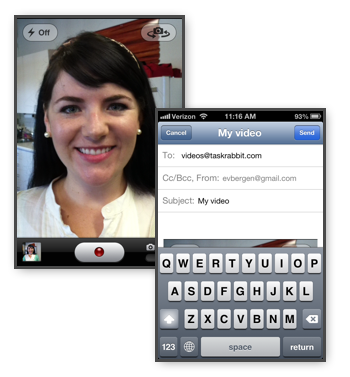 Off
Verizon 11:16 AM 93%
Cancel My video Send
To: videos@taskrabbit.com
Cc/Bcc, From: evbergen@gmail.com
Subject: My video
Q W E R T Y U I O P
A S D F G H J K L
Z X C V B N M
123 space return